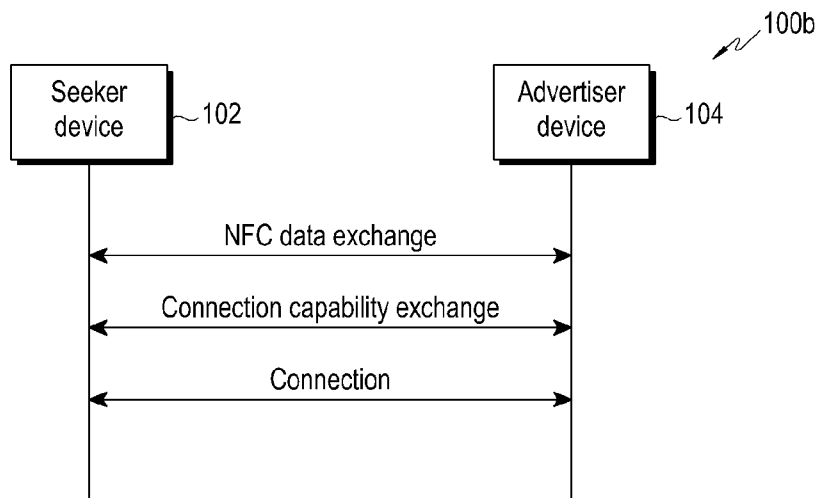 100b
Seeker
device
102
Advertiser
device
104
NFC data exchange
Connection capability exchange
Connection